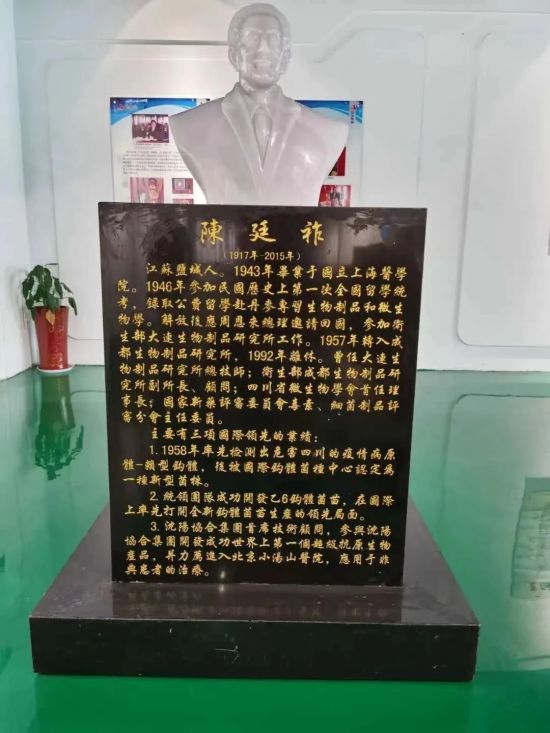 陳廷祚
(1917年-2015年)
江蘇鹽城人。1943年畢業于國立上海醫學
院。1946年參加民國歷史上第一次全國留學統
考，錄取公費留學赴丹麥專習生物制品和微生
物學。解放後應周恩來總理邀請回國，參加衛
生部大連生物制品研究所工作。1957年轉入成
都生物制品研究所，1992年離休。曾任大連生
物制品研究所總技師；衛生部成都生物制品研
究所副所長、顧問；四川省微生物學會首任理
事長；國家新藥評審委員會毒素、細菌制品評
審分會主任委員。
主要有三項國際領先的業績：
1.1958年率先檢測出危害四川的疫情病原
體-賴型鈎體，後被國際鈎體菌種中心認定為
一種新型菌株。
2.統領團隊成功開發乙6鈎體菌苗，在國際
上率先打開全新鈎體菌苗生産的領先局面。
3.沈陽協合集團首席技術顧問，參與沈陽
協合集團開發成功世界上第一個超級抗原生物
産品，并力薦進入北京小湯山醫院，應用于非
典患者的治療。